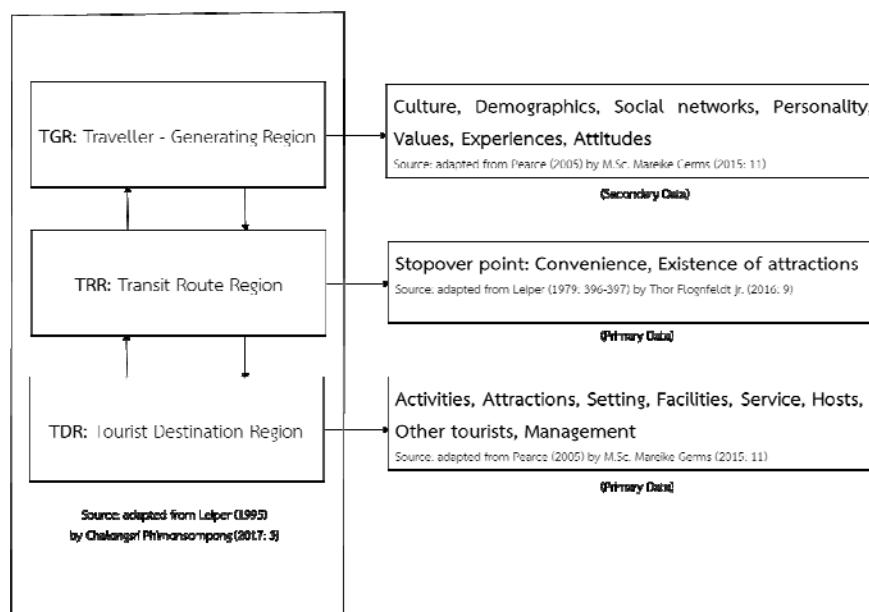 TGR: Traveller - Generating Region
Culture, Demographics, Social networks, Personality,
Values, Experiences, Attitudes
Source: adapted from Pearce (2005) by M.Sc. Mareike Germs (2015: 11)
(Secondary Data)
TRR: Transit Route Region
Stopover point: Convenience, Existence of attractions
Source: adapted from Leiper (1979: 396-397) by Thor Flognfeldt Jr. (2016: 9)
(Primary Data)
TDR: Tourist Destination Region
Activities, Attractions, Setting, Facilities, Service, Hosts,
Other tourists, Management
Source: adapted from Pearce (2005) by M.Sc. Mareike Germs (2015: 11)
(Primary Data)
Source: adapted from Leiper (1995)
by Chalongsri Phimonsompong (2017: 3)